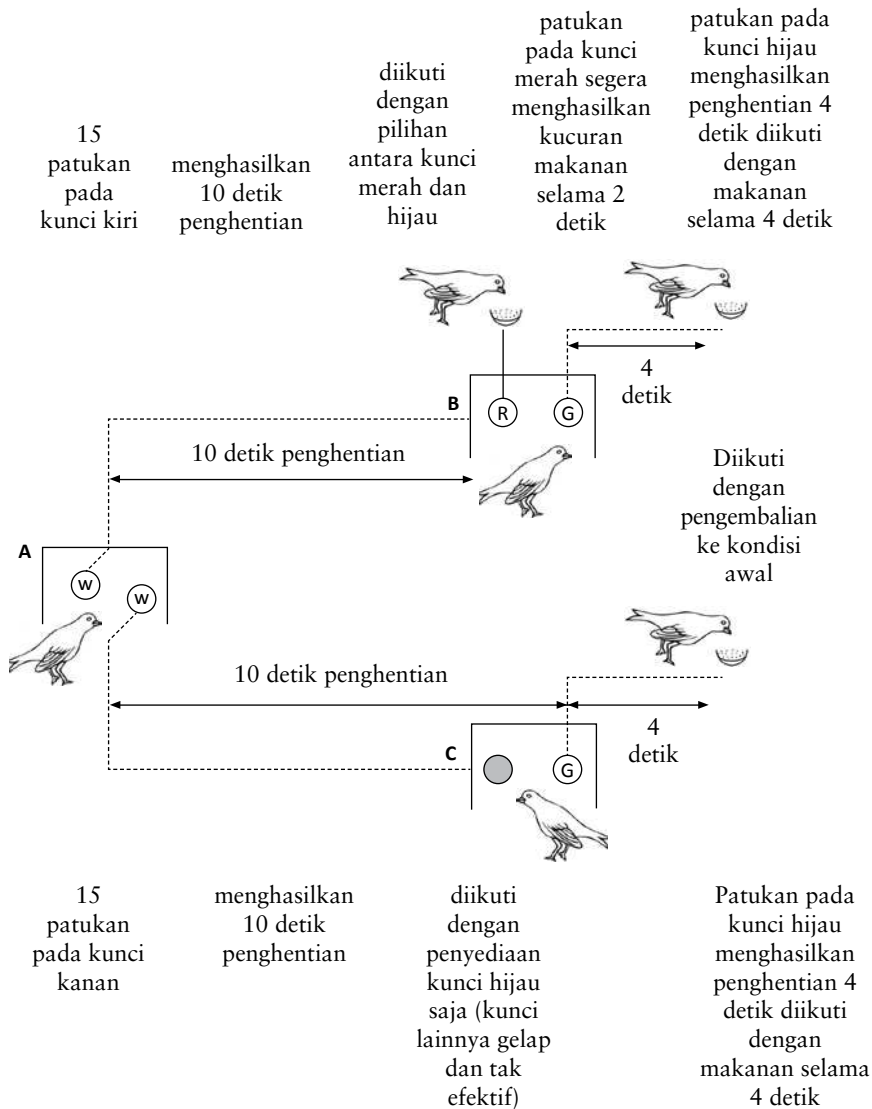 15
patukan
pada
kunci kiri
menghasilkan
10 detik
penghentian
diikuti
dengan
pilihan
antara kunci
merah dan
hijau
patukan
pada kunci
merah segera
menghasilkan
kucuran
makanan
selama 2
detik
patukan pada
kunci hijau
menghasilkan
penghentian 4
detik diikuti
dengan
makanan
selama 4 detik
4
detik
B
R
G
10 detik penghentian
Diikuti
dengan
pengembalian
ke kondisi
awal
A
W
W
10 detik penghentian
4
detik
C
G
15
patukan
pada kunci
kanan
menghasilkan
10 detik
penghentian
diikuti
dengan
penyediaan
kunci hijau
saja (kunci
lainnya gelap
dan tak
efektif)
Patukan pada
kunci hijau
menghasilkan
penghentian 4
detik diikuti
dengan
makanan selama
4 detik